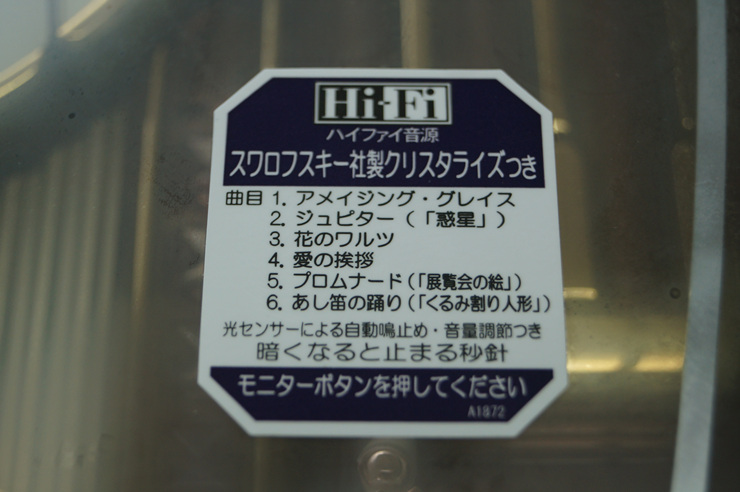 Hi-Fi
ハイファイ音源
スワロフスキー社製クリスタライズつき
曲目 1. アメイジング・グレイス
2. ジュピター(「惑星」)
3. 花のワルツ
4. 愛の挨拶
5. プロムナード(「展覧会の絵」)
6. あし笛の踊り(「くるみ割り人形」)
光センサーによる自動鳴止め・音量調節つき
暗くなると止まる秒針
モニターボタンを押してください
A1872